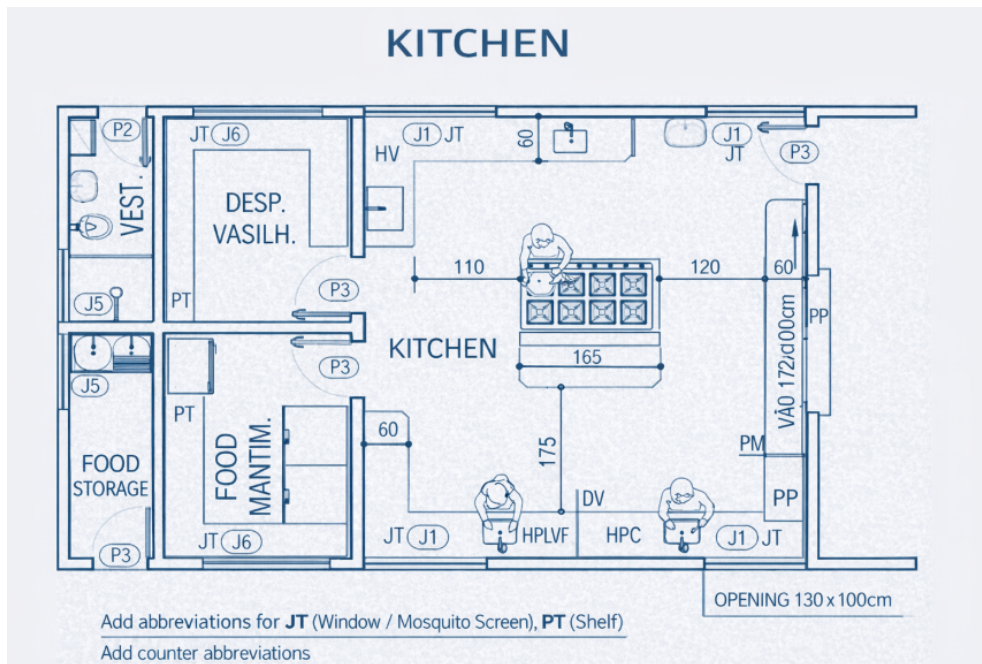 KITCHEN
P2
JT J6
J1 JT
60
J1
JT
P3
HV
VEST.
DESP.
VASILH.
110
120
60
J5
PT
P3
PP
KITCHEN
P3
165
VÃO 172/d00cm
J5
PT
60
175
PM
FOOD
STORAGE
FOOD
MANTIM.
DV
PP
JT J6
JT J1
HPLVF
HPC
J1 JT
P3
OPENING 130 x 100cm
Add abbreviations for JT (Window / Mosquito Screen), PT (Shelf)
Add counter abbreviations